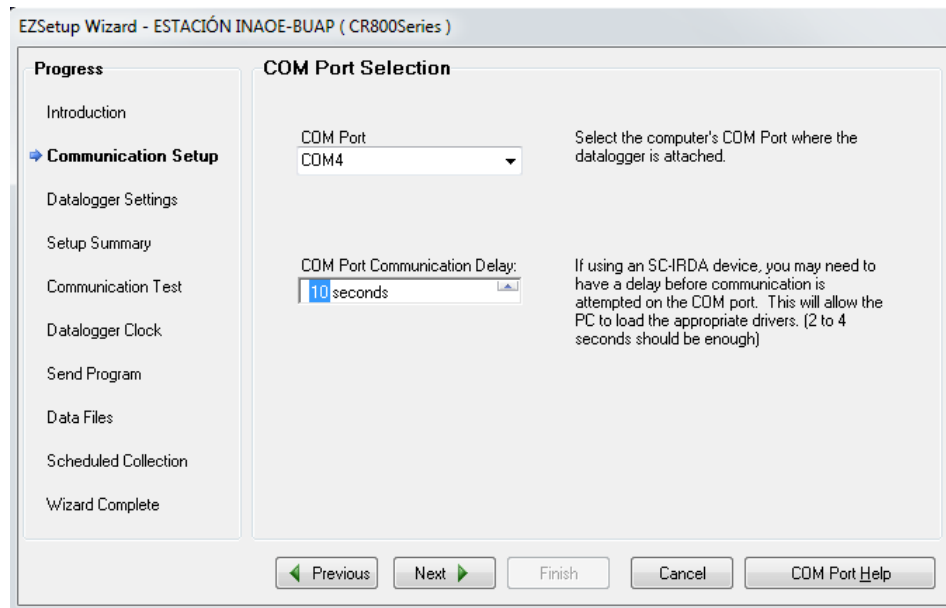 EZSetup Wizard - ESTACIÓN INAOE-BUAP ( CR800Series )
Progress
Introduction
Communication Setup
Datalogger Settings
Setup Summary
Communication Test
Datalogger Clock
Send Program
Data Files
Scheduled Collection
Wizard Complete
COM Port Selection
COM Port
COM4
Select the computer's COM Port where the
datalogger is attached.
COM Port Communication Delay:
10 seconds
If using an SC-IRDA device, you may need to
have a delay before communication is
attempted on the COM port. This will allow the
PC to load the appropriate drivers. (2 to 4
seconds should be enough)
Previous
Next
Finish
Cancel
COM Port Help